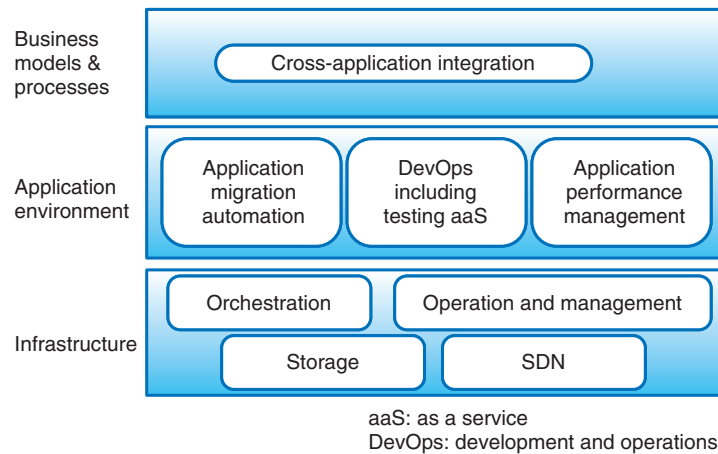 Business
models &
processes
Cross-application integration
Application
environment
Application
migration
automation
DevOps
including
testing aaS
Application
performance
management
Infrastructure
Orchestration
Operation and management
Storage
SDN
aaS: as a service
DevOps: development and operations